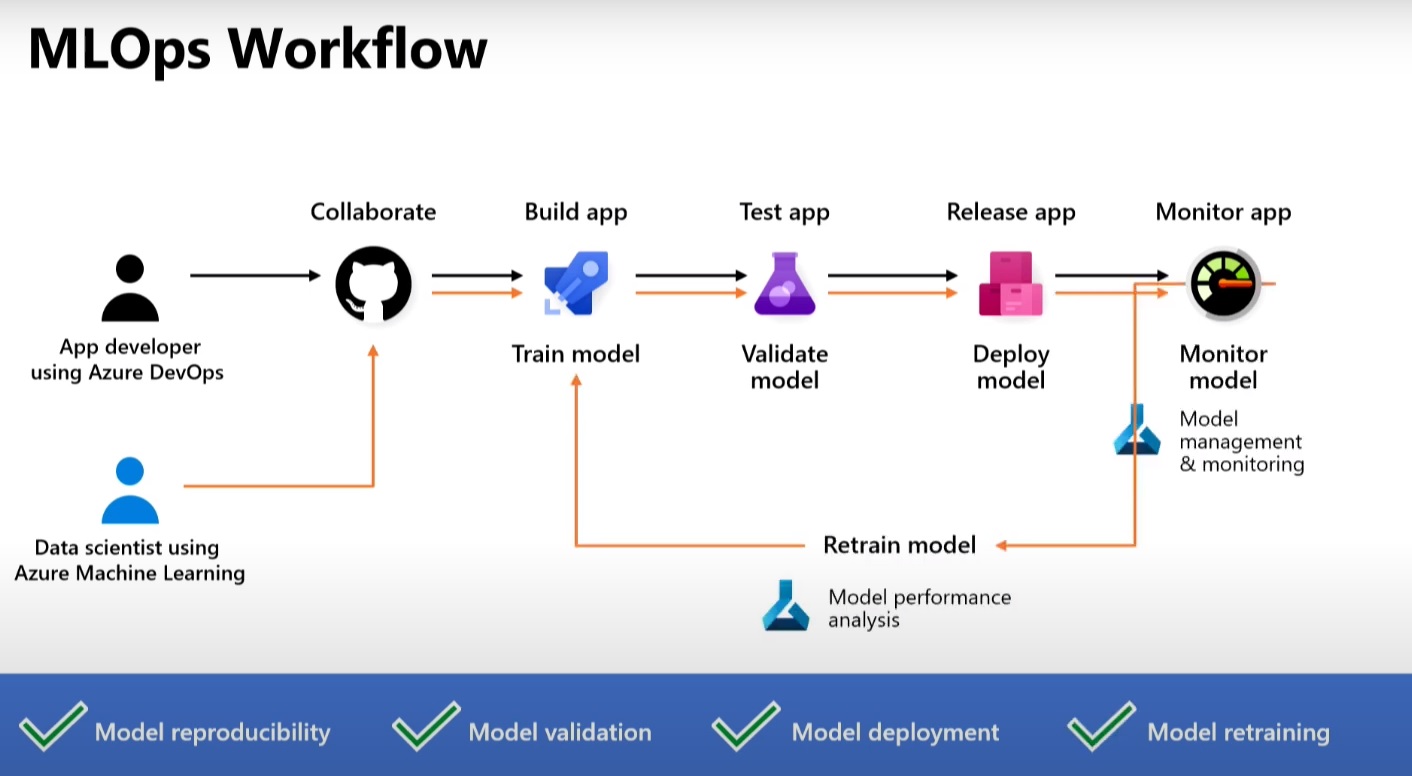 MLOps Workflow
Collaborate
Build app
Test app
Release app
Monitor app
App developer
using Azure DevOps
Train model
Validate
model
Deploy
model
Monitor
model
Model
management
& monitoring
Data scientist using
Azure Machine Learning
Retrain model
Model performance
analysis
Model reproducibility
Model validation
Model deployment
Model retraining